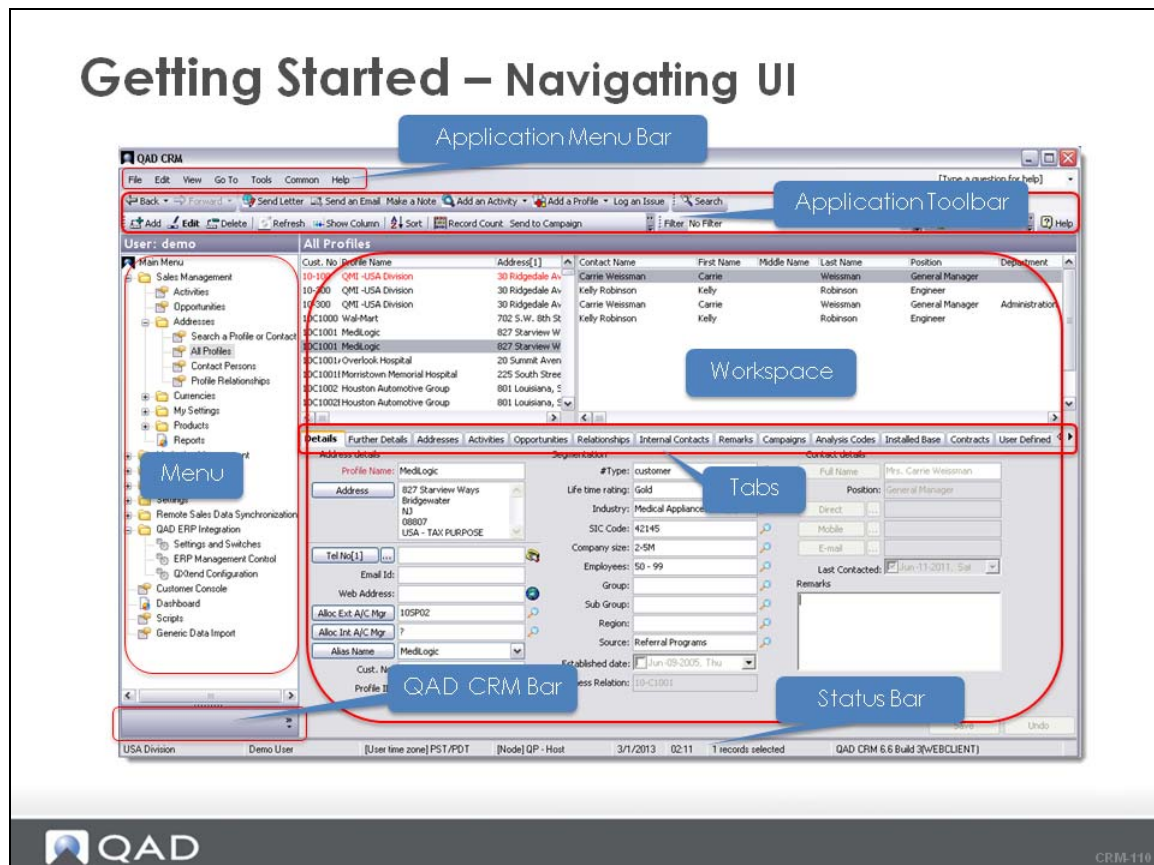 Getting Started – Navigating UI
Application Menu Bar
QAD CRM
File Edit View Go To Tools Common Help
[Type a question for help]
Back Forward Send Letter Send an Email Make a Note Add an Activity Add a Profile Log an Issue Search
Application Toolbar
Add Edit Delete Refresh Show Column Sort Record Count Send to Campaign Filter No Filter Help
User: demo All Profiles
Main Menu
Sales Management
Activities
Opportunities
Addresses
Search a Profile or Contact
All Profiles
Contact Persons
Profile Relationships
Currencies
My Settings
Products
Reports
Menu
Settings
Remote Sales Data Synchronization
QAD ERP Integration
Settings and Switches
ERP Management Control
QXtend Configuration
Customer Console
Dashboard
Scripts
Generic Data Import
QAD CRM Bar
Cust. No Profile Name Address[1]
10-100 QMI -USA Division 30 Ridgedale Av
10-200 QMI -USA Division 30 Ridgedale Av
10-300 QMI -USA Division 30 Ridgedale Av
10C1000 Wal-Mart 702 S.W. 8th St
10C1001 MediLogic 827 Starview W
10C1001 MediLogic 827 Starview W
Overlook Hospital 20 Summit Aven
Morristown Memorial Hospital 225 South Stree
10C1002 Houston Automotive Group 801 Louisiana, S
Houston Automotive Group 801 Louisiana, S
Contact Name First Name Middle Name Last Name Position Department
Carrie Weissman Carrie Weissman General Manager
Kelly Robinson Kelly Robinson Engineer
Carrie Weissman Carrie Weissman General Manager Administration
Kelly Robinson Kelly Robinson Engineer
Workspace
Details Further Details Addresses Activities Opportunities Relationships Internal Contacts Remarks Campaigns Analysis Codes Installed Base Contracts User Defined
Tabs
Address details
Profile Name: MediLogic
Address 827 Starview Ways
Bridgewater
NJ
08807
USA - TAX PURPOSE
Tel No[1] ...
Email Id:
Web Address:
Alloc Ext A/C Mgr 10SP02
Alloc Int A/C Mgr ?
Alias Name MediLogic
Cust. No
Profile I
Segmentation
#Type: customer
Life time rating: Gold
Industry: Medical Appliance
SIC Code: 42145
Company size: 2-5M
Employees: 50 - 99
Group:
Sub Group:
Region:
Source: Referral Programs
Established date: Jun-09-2005, Thu
ess Relation: 10-C1001
Contact details
Full Name Mrs. Carrie Weissman
Position: General Manager
Direct ...
Mobile ...
E-mail ...
Last Contacted: Jun-11-2011, Sat
Remarks
Status Bar
Save Undo
USA Division Demo User [User time zone] PST/PDT [Node] QP - Host 3/1/2013 02:11 1 records selected QAD CRM 6.6 Build 3(WEBCLIENT)
QAD
CRM-110